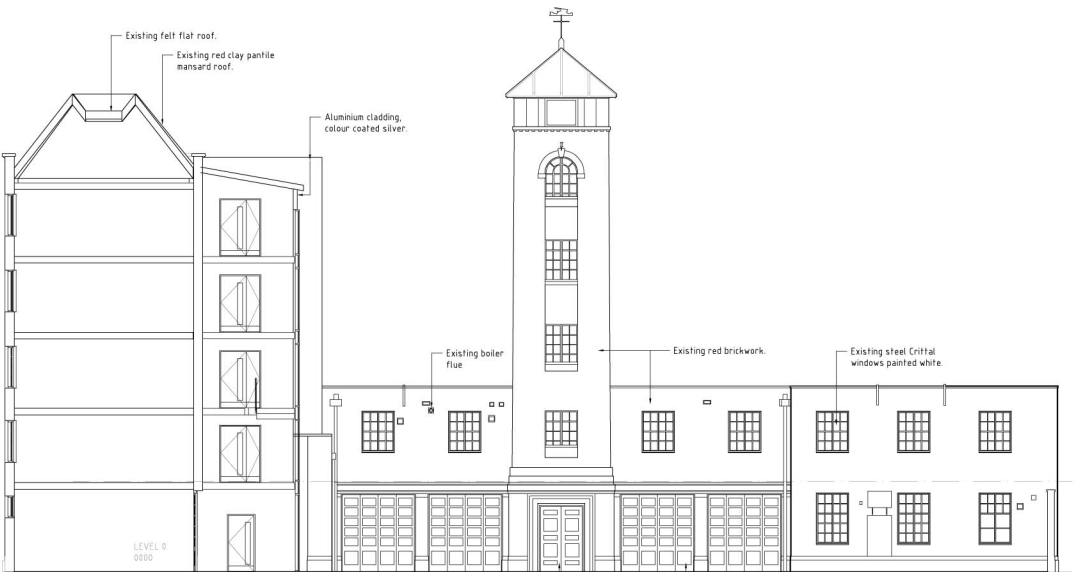 Existing felt flat roof.
Existing red clay pantile
mansard roof.
Aluminium cladding,
colour coated silver.
Existing boiler
flue
Existing red brickwork.
Existing steel Crittal
windows painted white.
LEVEL 0
0000